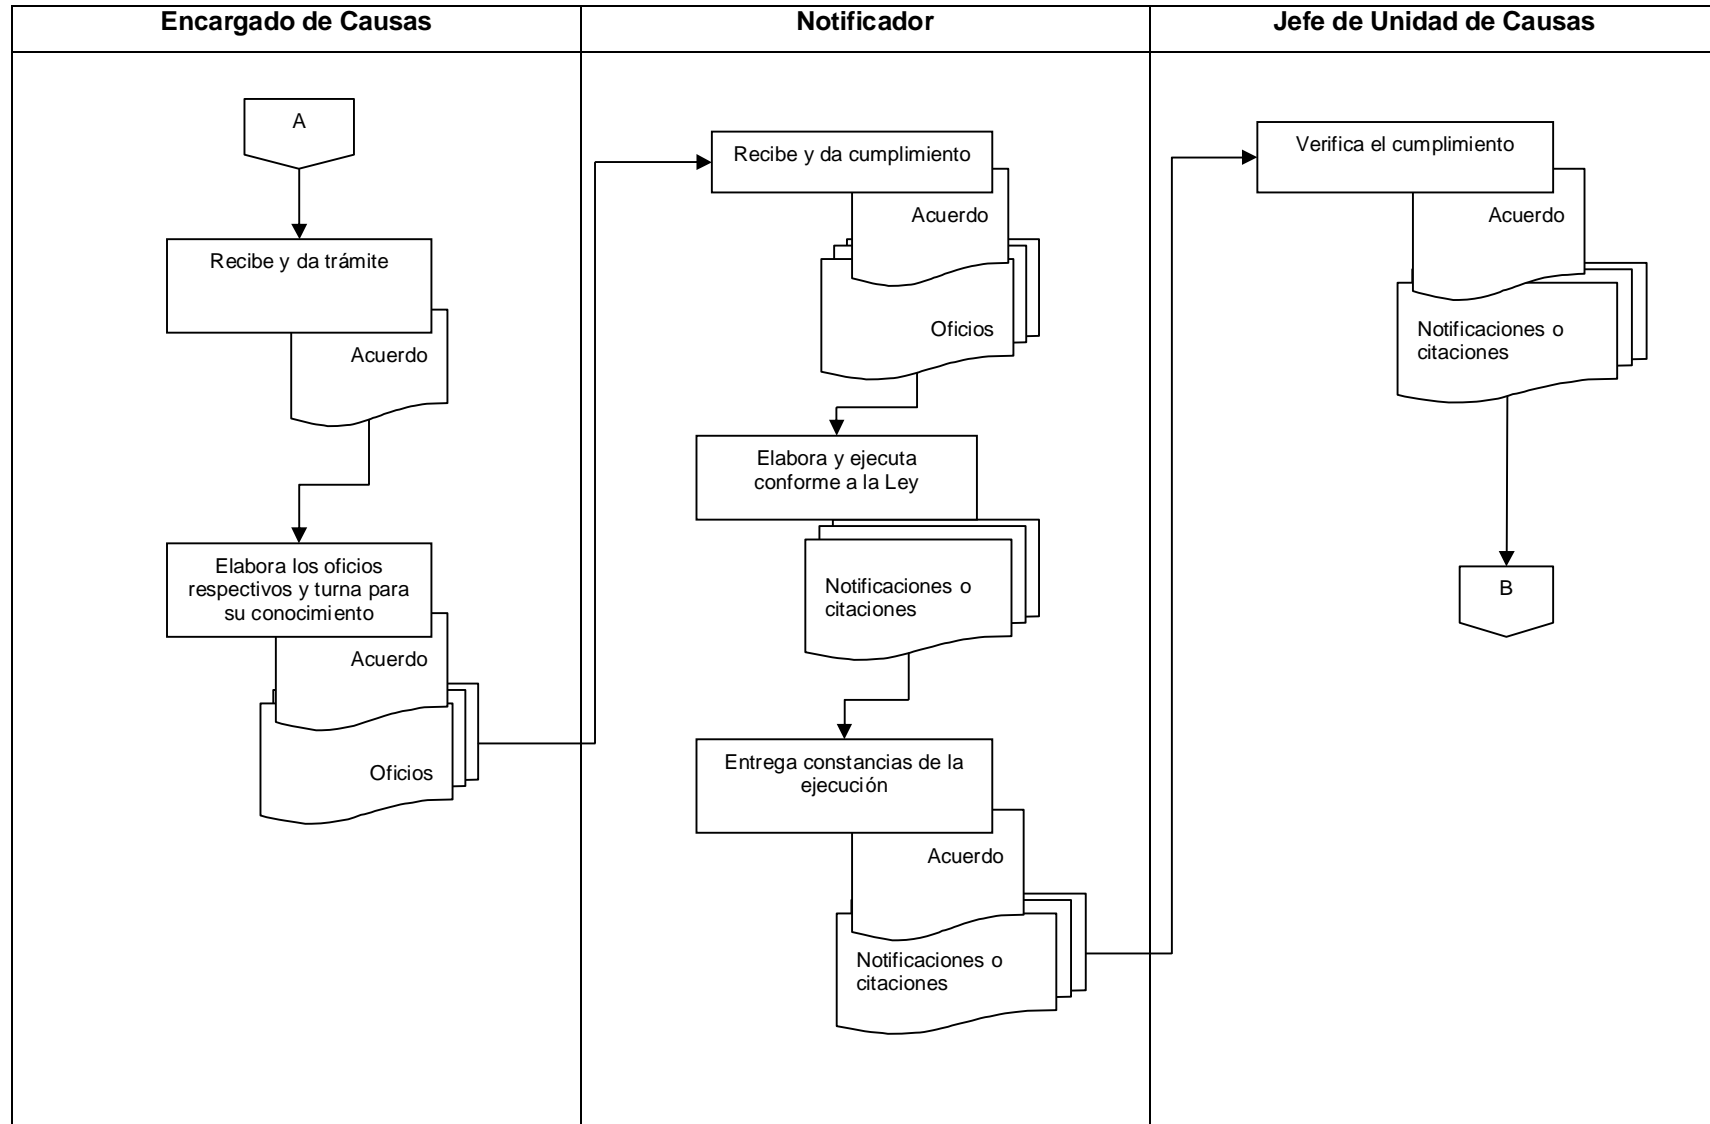 Encargado de Causas
Notificador
Jefe de Unidad de Causas
A
Recibe y da trámite
Acuerdo
Elabora los oficios
respectivos y turna para
su conocimiento
Acuerdo
Oficios
Recibe y da cumplimiento
Acuerdo
Oficios
Elabora y ejecuta
conforme a la Ley
Notificaciones o
citaciones
Entrega constancias de la
ejecución
Acuerdo
Notificaciones o
citaciones
Verifica el cumplimiento
Acuerdo
Notificaciones o
citaciones
B